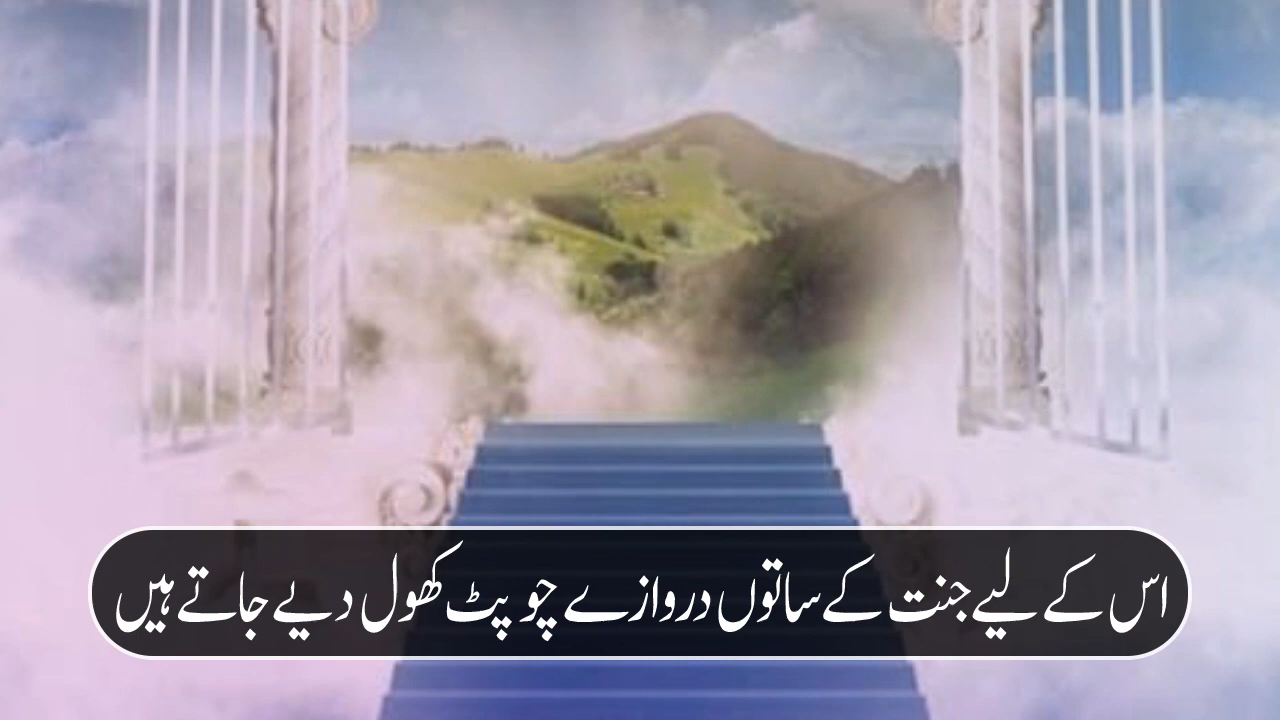 اس کے لیے جنت کے ساتوں دروازے چوپٹ کھول دیے جاتے ہیں